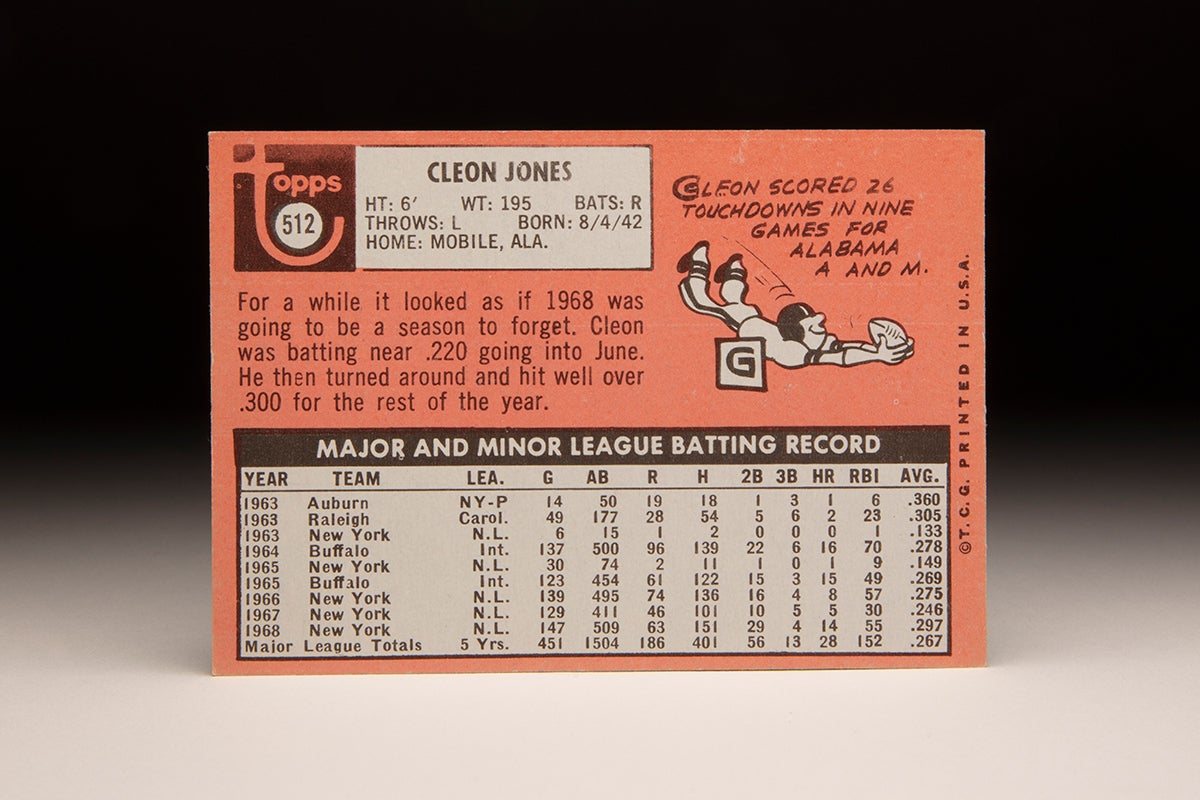 topps
512
CLEON JONES
HT: 6' WT: 195 BATS: R
THROWS: L BORN: 8/4/42
HOME: MOBILE, ALA.
For a while it looked as if 1968 was
going to be a season to forget. Cleon
was batting near .220 going into June.
He then turned around and hit well over
.300 for the rest of the year.
CLEON SCORED 26
TOUCHDOWNS IN NINE
GAMES FOR
ALABAMA
A AND M.
G
MAJOR AND MINOR LEAGUE BATTING RECORD
YEAR TEAM LEA. G AB R H 2B 3B HR RBI AVG.
1963 Auburn NY-P 14 50 19 18 1 3 1 6 .360
1963 Raleigh Carol. 49 177 28 54 5 6 2 23 .305
1963 New York N.L. 6 15 1 2 0 0 0 1 .133
1964 Buffalo Int. 137 500 96 139 22 6 16 70 .278
1965 New York N.L. 30 74 2 11 1 0 1 9 .149
1965 Buffalo Int. 123 454 61 122 15 3 15 49 .269
1966 New York N.L. 139 495 74 136 16 4 8 57 .275
1967 New York N.L. 129 411 46 101 10 5 5 30 .246
1968 New York N.L. 147 509 63 151 29 4 14 55 .297
Major League Totals 5 Yrs. 451 1504 186 401 56 13 28 152 .267
©T.C.G. PRINTED IN U.S.A.